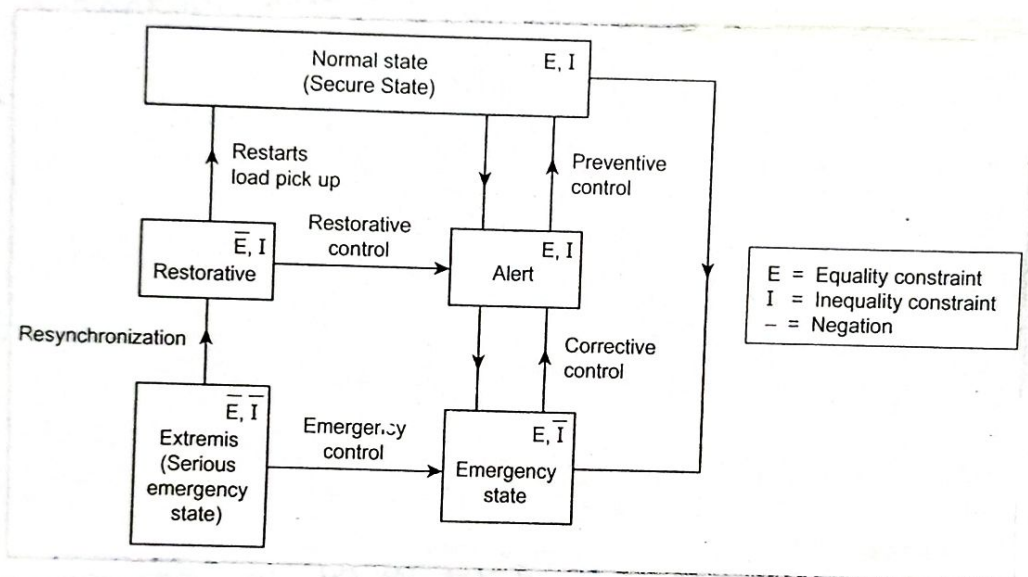 Normal state
(Secure State)
E, I
Restarts
load pick up
Preventive
control
E̅, I
Restorative
Restorative
control
E, I
Alert
E = Equality constraint
I = Inequality constraint
– = Negation
Resynchronization
Corrective
control
E̅, I̅
Extremis
(Serious
emergency
state)
Emergency
control
E, I̅
Emergency
state